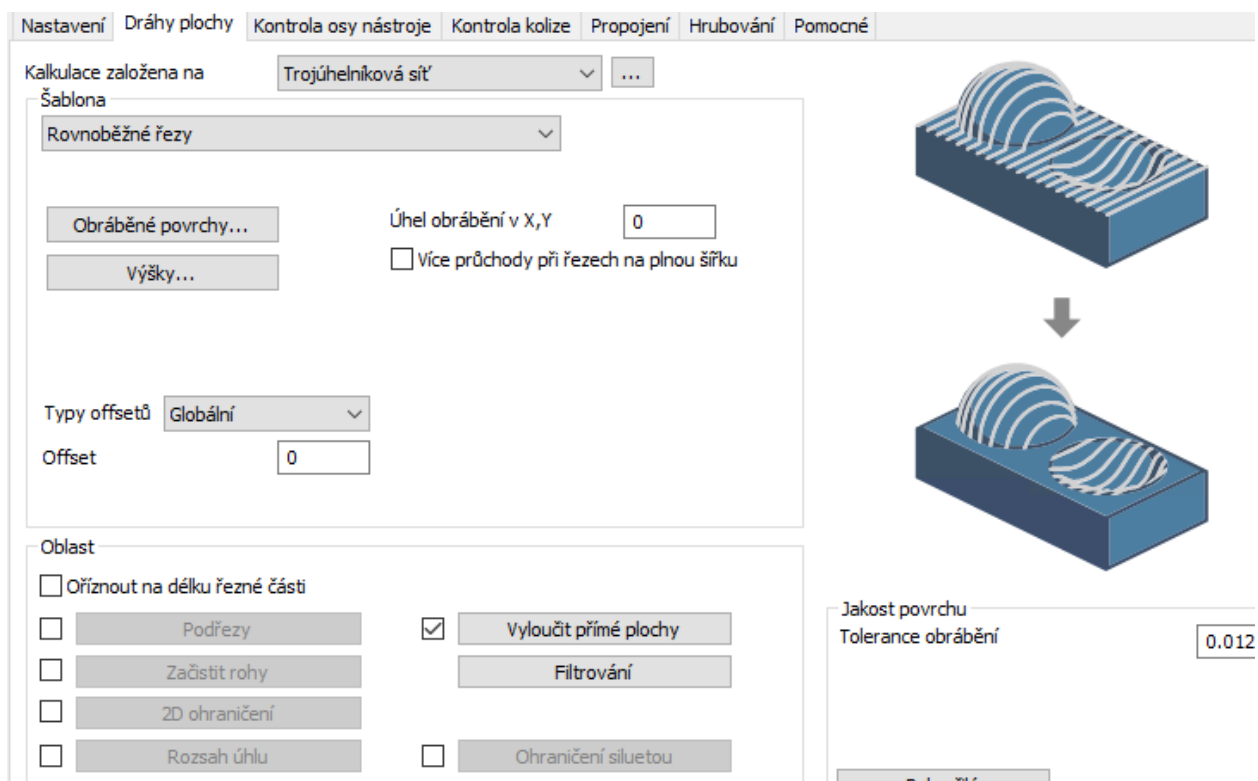 Nastavení Dráhy plochy Kontrola osy nástroje Kontrola kolize Propojení Hrubování Pomocné
Kalkulace založena na Trojúhelníková síť ...
Šablona
Rovnoběžné řezy
Obráběné povrchy... Úhel obrábění v X,Y 0
Více průchody při řezech na plnou šířku
Výšky...
Typy offsetů Globální
Offset 0
Oblast
Oříznout na délku řezné části
Podřezy Vyloučit přímé plochy
Začistit rohy Filtrování
2D ohraničení
Rozsah úhlu Ohraničení siluetou
Jakost povrchu
Tolerance obrábění 0.012